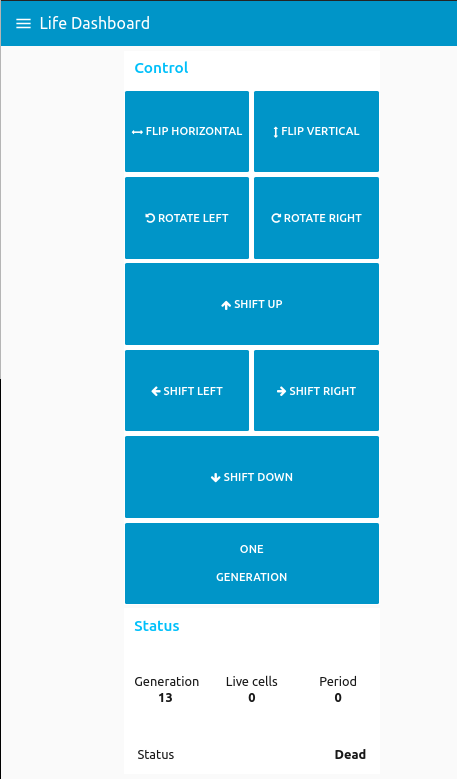 Life Dashboard
Control
FLIP HORIZONTAL
FLIP VERTICAL
ROTATE LEFT
ROTATE RIGHT
SHIFT UP
SHIFT LEFT
SHIFT RIGHT
SHIFT DOWN
ONE
GENERATION
Status
Generation Live cells Period
13 0 0
Status Dead